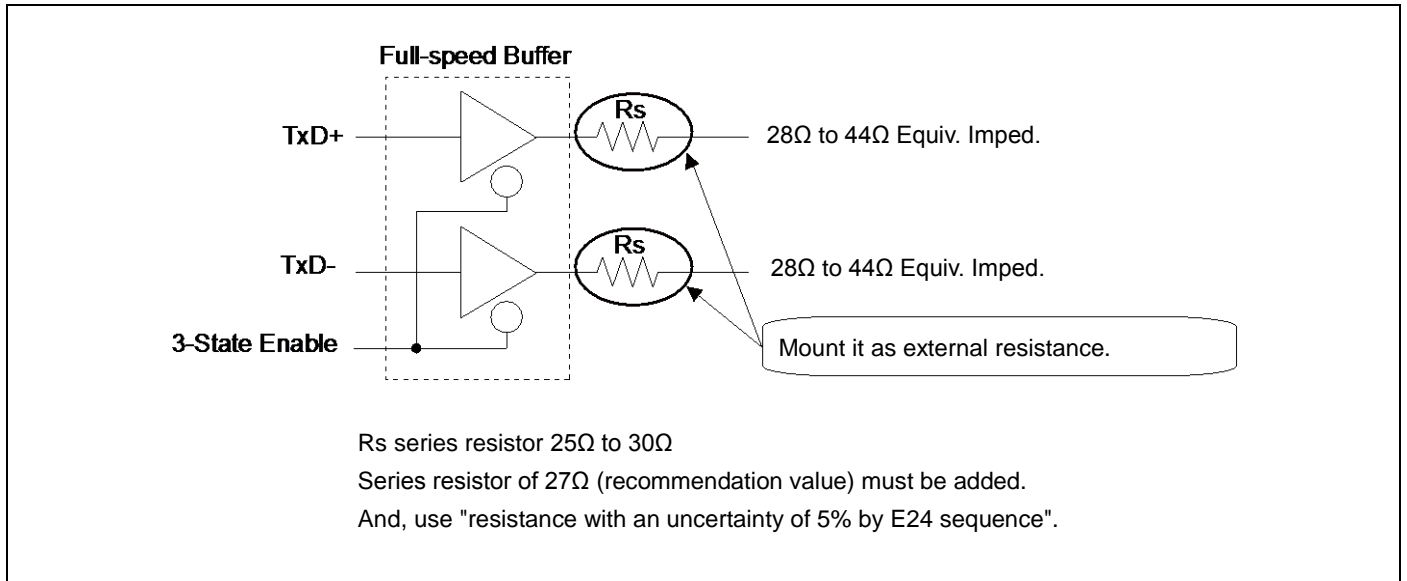 Full-speed Buffer
TxD+
Rs
28Ω to 44Ω Equiv. Imped.
TxD-
Rs
28Ω to 44Ω Equiv. Imped.
3-State Enable
Mount it as external resistance.
Rs series resistor 25Ω to 30Ω
Series resistor of 27Ω (recommendation value) must be added.
And, use "resistance with an uncertainty of 5% by E24 sequence".